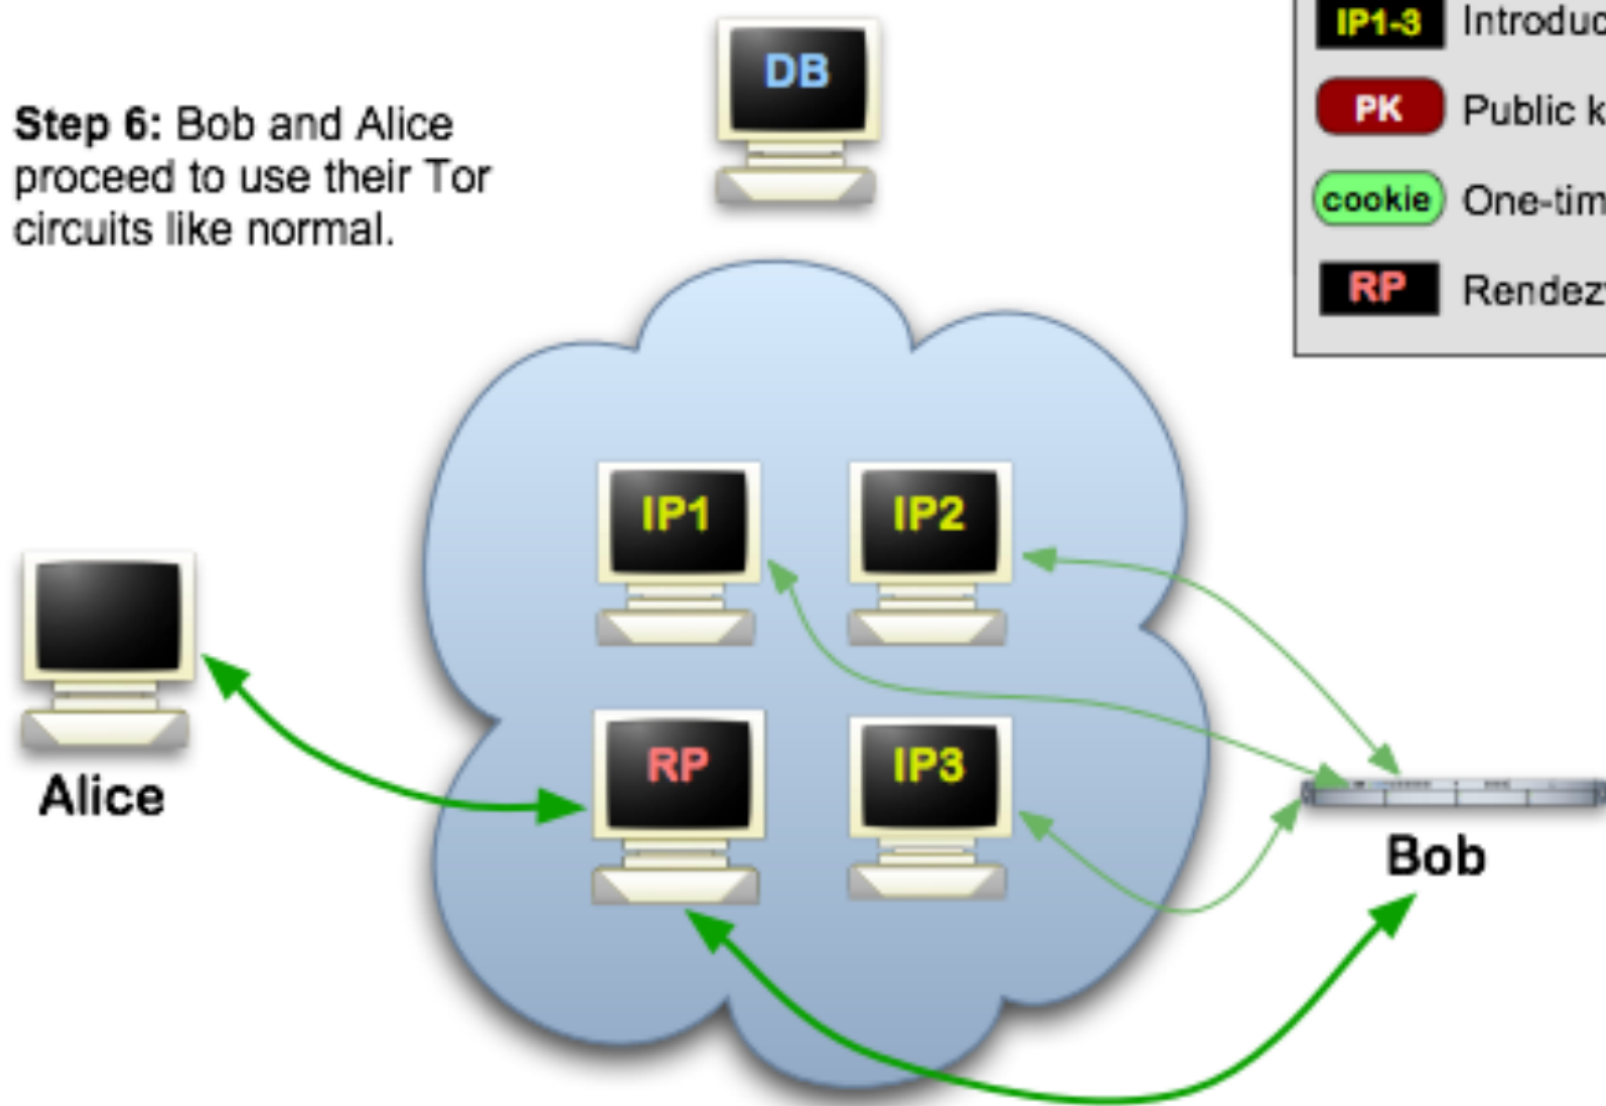 Step 6: Bob and Alice
proceed to use their Tor
circuits like normal.
DB
IP1-3
PK Public
cookie
RP
IP1 IP2
RP IP3
Alice
Bob